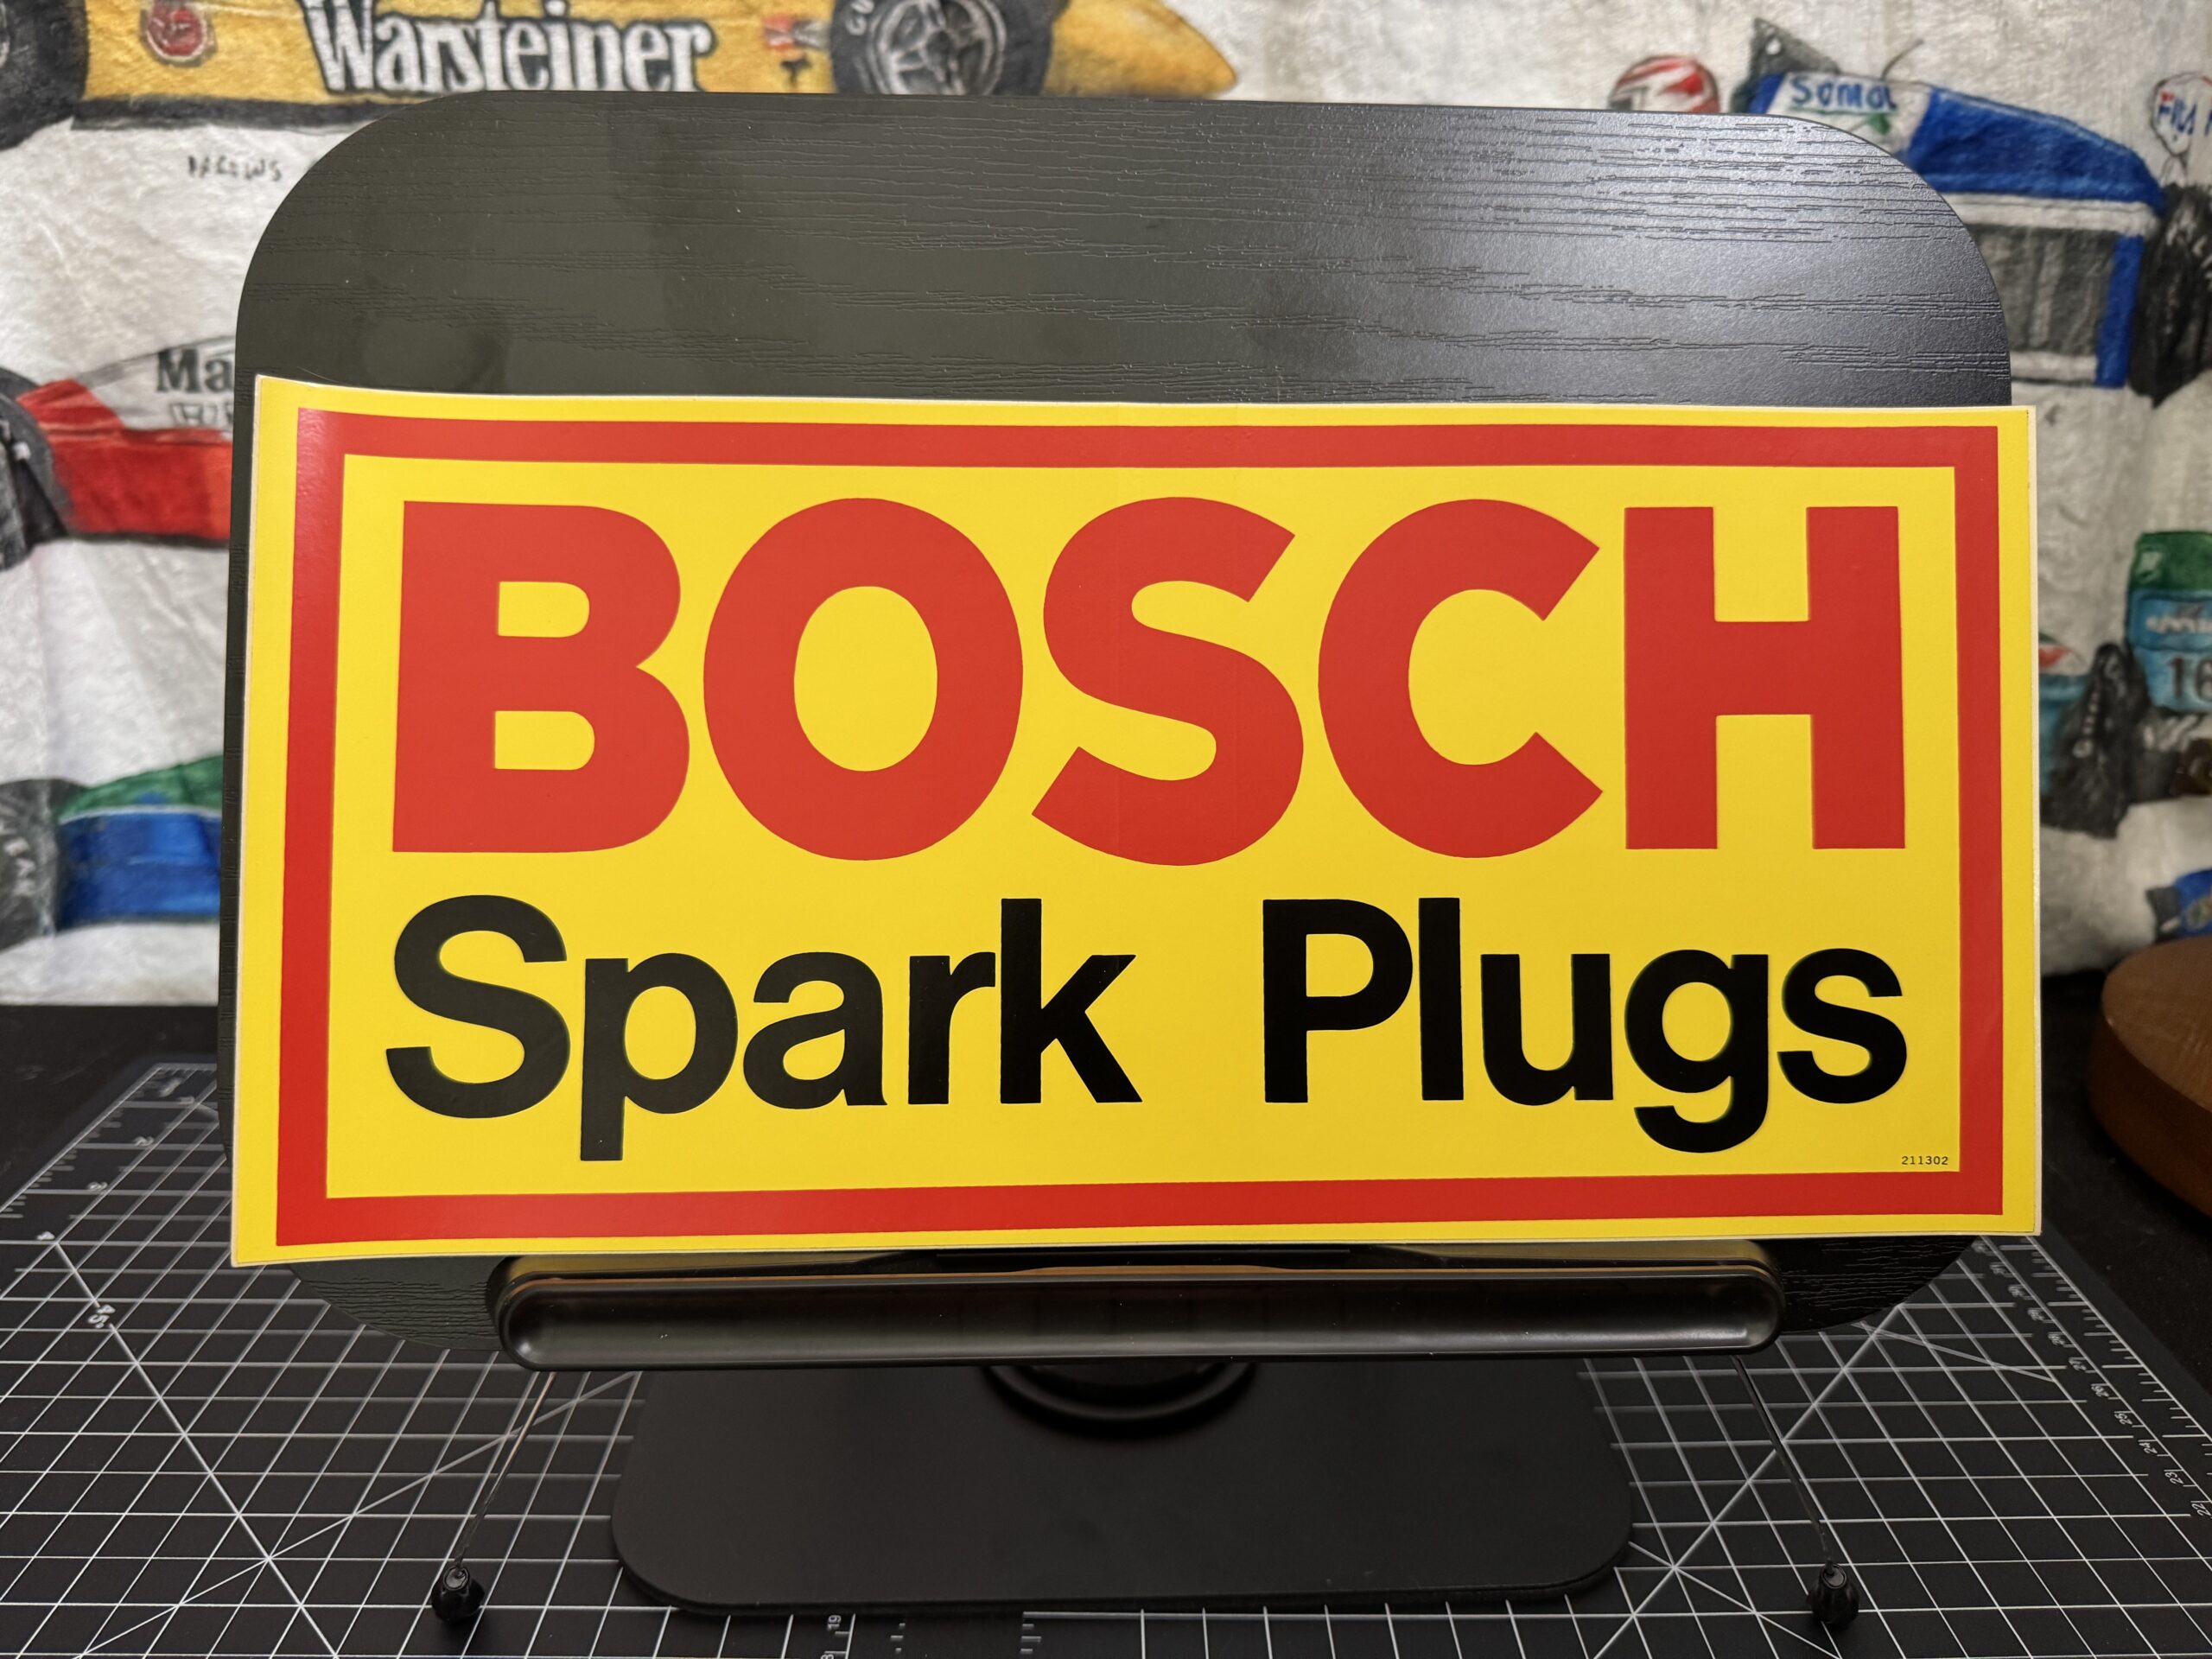 Warsteiner
BOSCH
Spark Plugs
211302